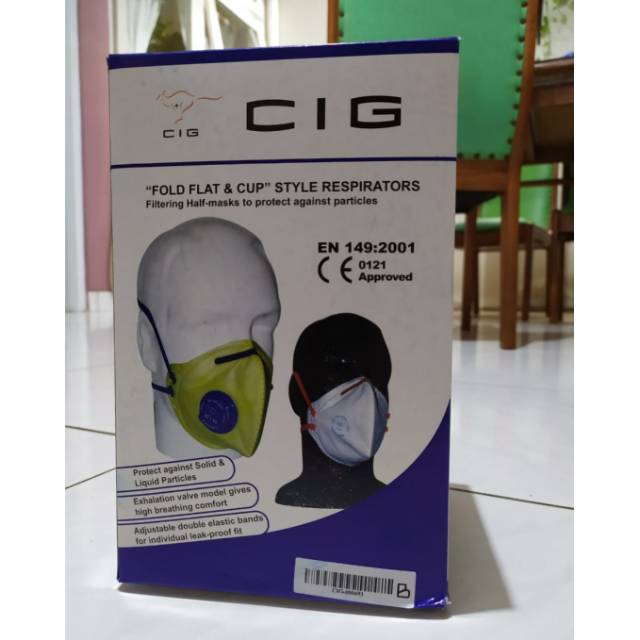 CIG
CIG
“FOLD FLAT & CUP” STYLE RESPIRATORS
Filtering Half-masks to protect against particles
EN 149:2001
CE 0121
Approved
Protect against Solid &
Liquid Particles
Exhalation valve model gives
high breathing comfort
Adjustable double elastic bands
for individual leak-proof fit
B